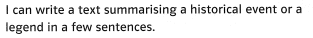 I can write a text summarising a historical event or a
legend in a few sentences.